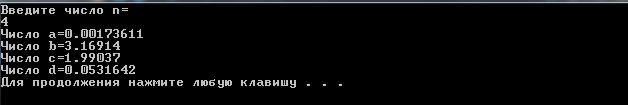 Введите число n=
4
Число a=0.00173611
Число b=3.16914
Число c=1.99037
Число d=0.0531642
Для продолжения нажмите любую клавишу . . .